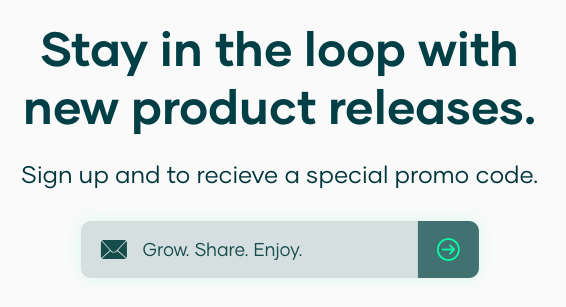 Stay in the loop with
new product releases.
Sign up and to recieve a special promo code.
Grow. Share. Enjoy.